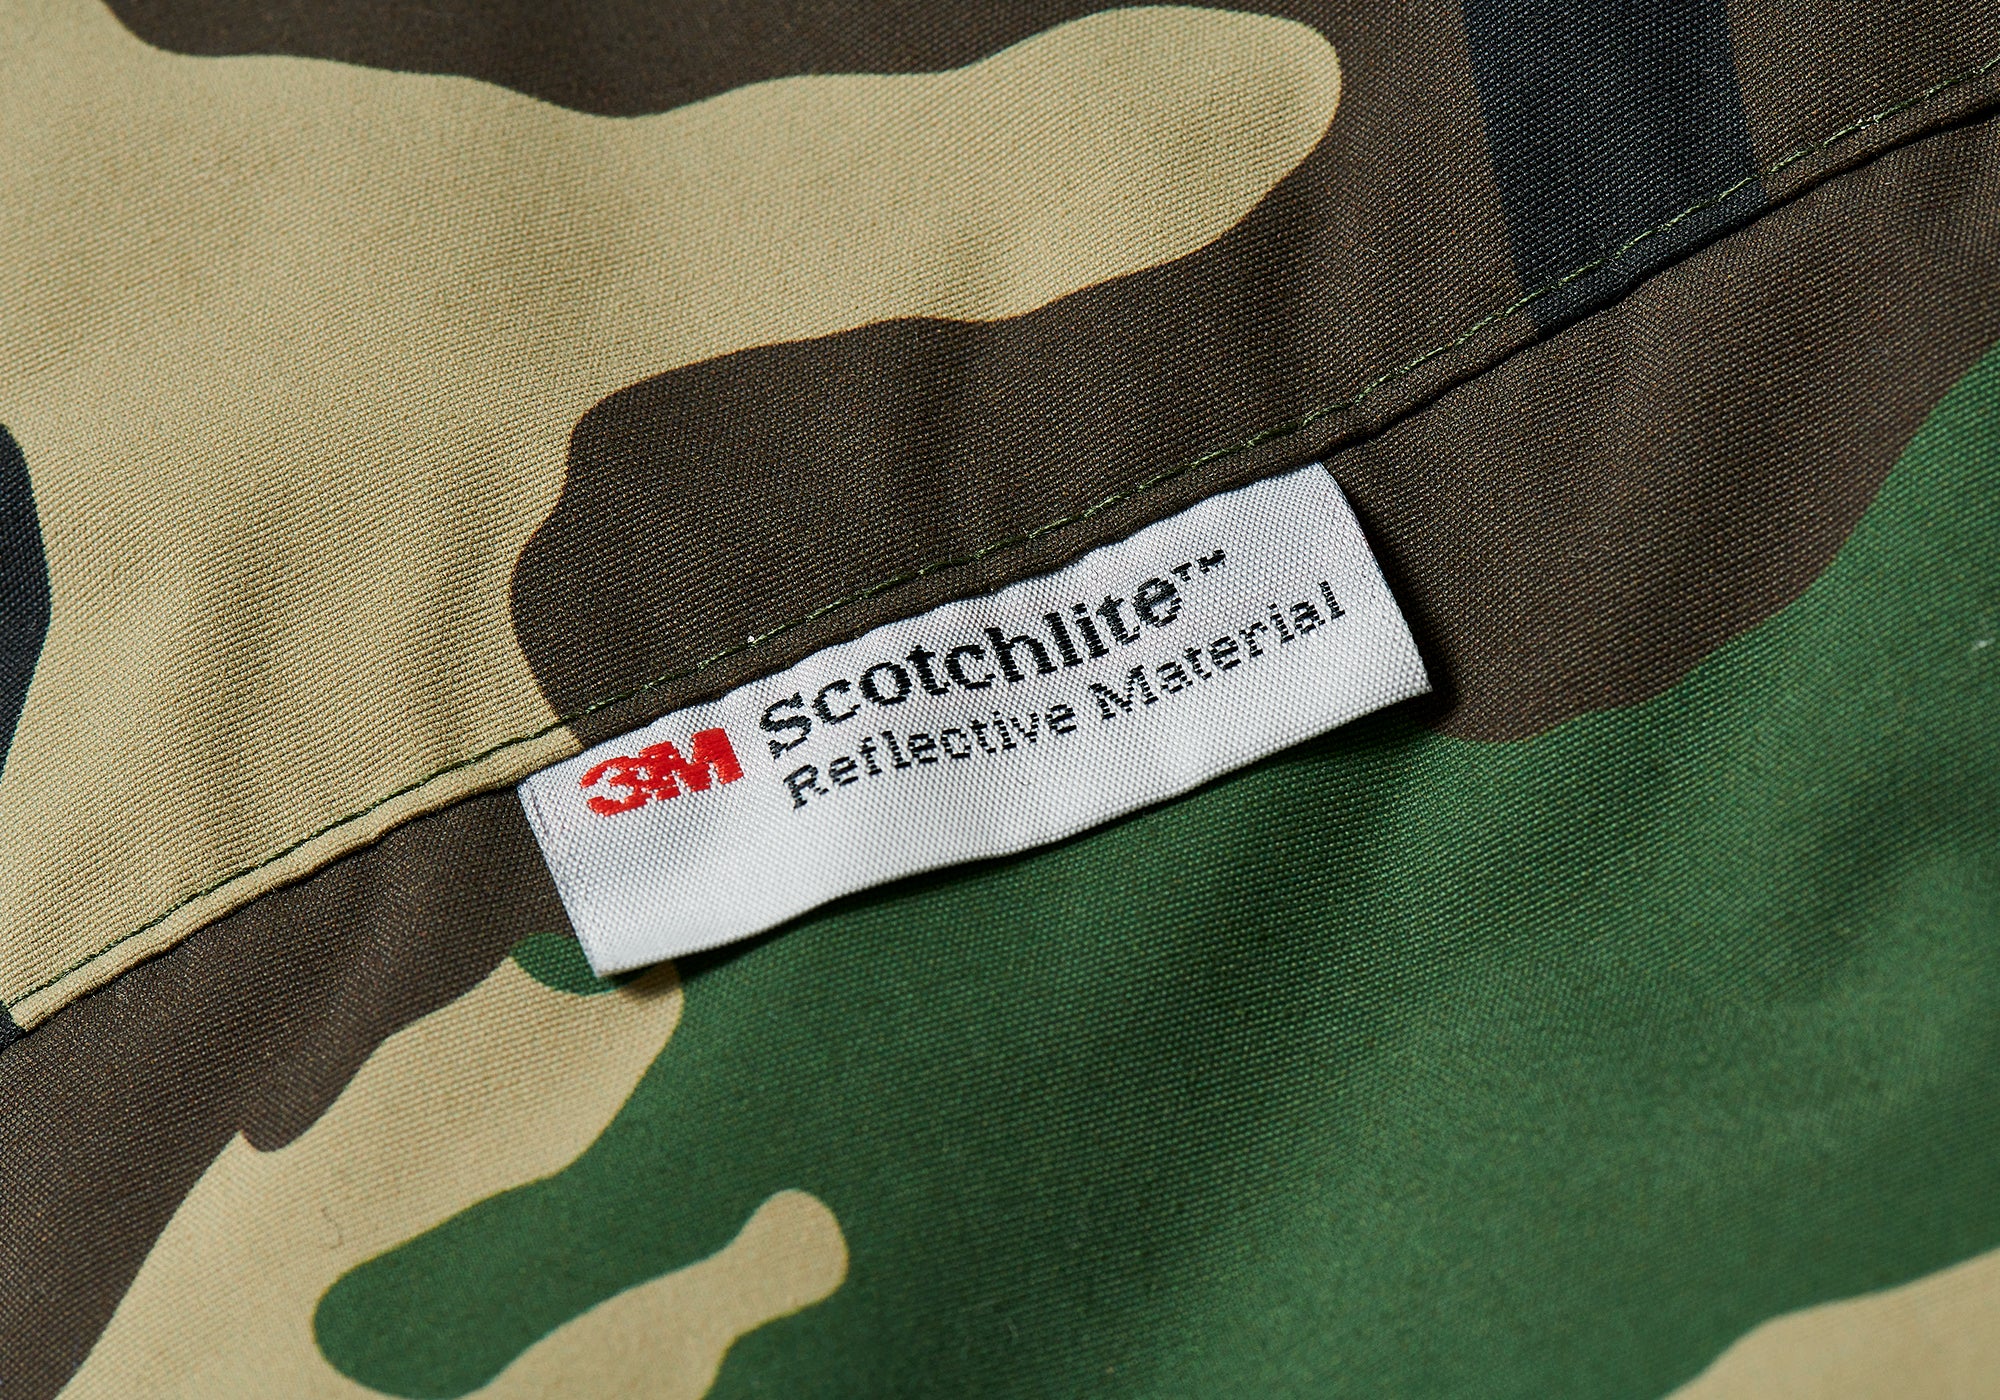 3M Scotchlite™
Reflective Material